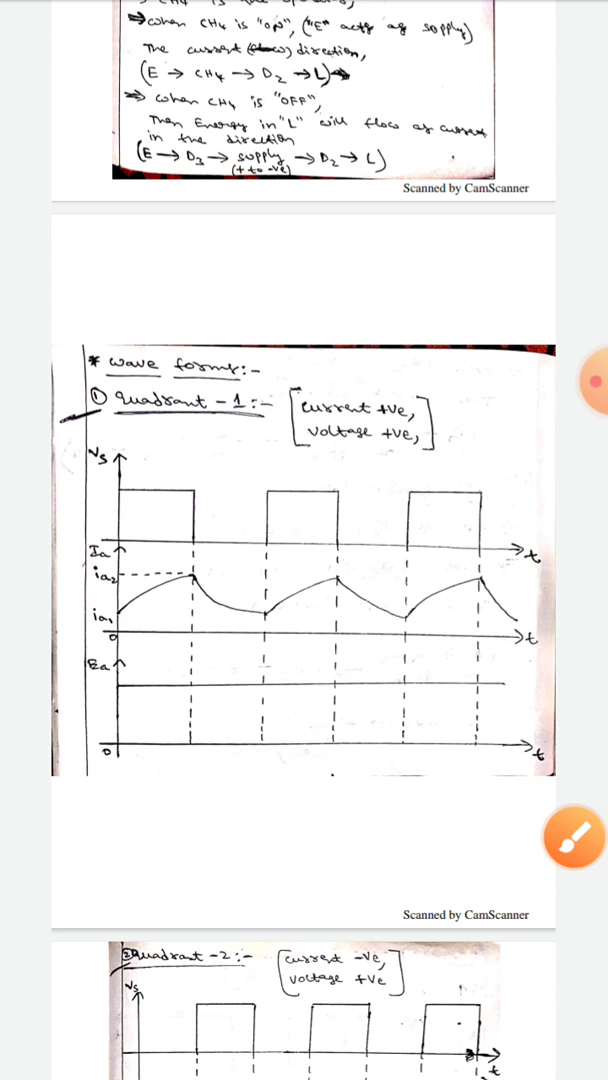 ⇒ when CH4 is "ON", ("E" acts as supply)
The current (flow) direction,
(E → CH4 → D2 → L)
⇒ when CH4 is "OFF",
Then Energy in "L" will flow as current
in the direction
(E → D3 → supply → D2 → L)
(+ to -ve)
Scanned by CamScanner
* wave forms:-
① Quadrant - 1 :- [current +ve,
voltage +ve,]
Vs
t
Ia
ia2
ia1
0
t
Ea
0
t
Scanned by CamScanner
② Quadrant - 2 :- [current -ve,
voltage +ve]
Vs
t